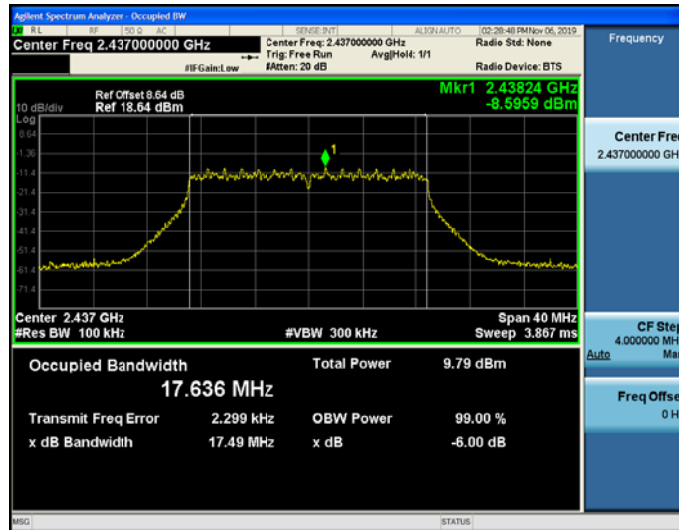 Agilent Spectrum Analyzer - Occupied BW
RL RF 50 Ω AC SENSE:INT ALIGN AUTO 02:28:48 PM Nov 06, 2019
Center Freq 2.437000000 GHz
Center Freq: 2.437000000 GHz
Radio Std: None
Trig: Free Run Avg|Hold: 1/1
#IFGain:Low #Atten: 20 dB Radio Device: BTS
Ref Offset 8.64 dB
10 dB/div Ref 18.64 dBm
Mkr1 2.43824 GHz
-8.5959 dBm
Log
8.64
-1.36
-11.4
-21.4
-31.4
-41.4
-51.4
-61.4
-71.4
1
Center 2.437 GHz Span 40 MHz
#Res BW 100 kHz #VBW 300 kHz Sweep 3.867 ms
Occupied Bandwidth Total Power 9.79 dBm
17.636 MHz
Transmit Freq Error 2.299 kHz OBW Power 99.00 %
x dB Bandwidth 17.49 MHz x dB -6.00 dB
MSG STATUS
Frequency
Center Fre
2.437000000 GH
CF Step
4.000000 MH
Auto Ma
Freq Offse
0 H